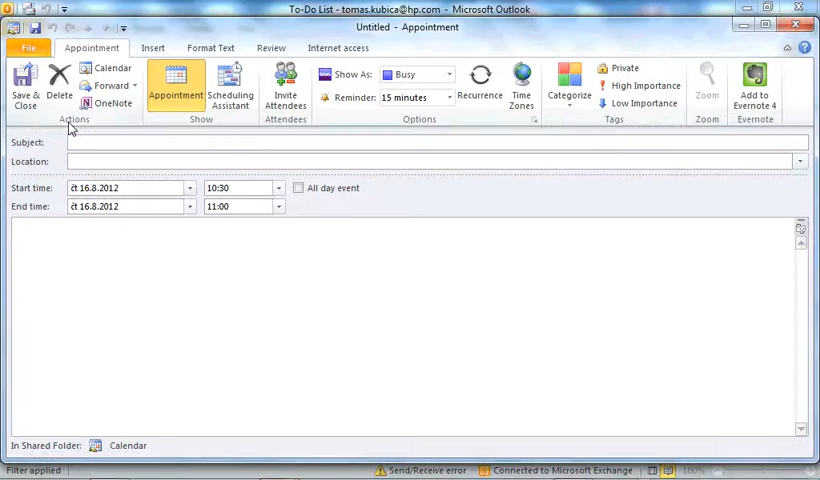 To-Do List - tomas.kubica@hp.com - Microsoft Outlook
Untitled - Appointment
File Appointment Insert Format Text Review Internet access
Save & Close
Delete
Calendar
Forward
OneNote
Actions
Appointment
Scheduling Assistant
Show
Invite Attendees
Attendees
Show As: Busy
Reminder: 15 minutes
Recurrence
Time Zones
Options
Categorize
Private
High Importance
Low Importance
Tags
Zoom
Zoom
Add to Evernote 4
Evernote
Subject:
Location:
Start time: čt 16.8.2012 10:30 All day event
End time: čt 16.8.2012 11:00
In Shared Folder: Calendar
Filter applied Send/Receive error Connected to Microsoft Exchange 100%